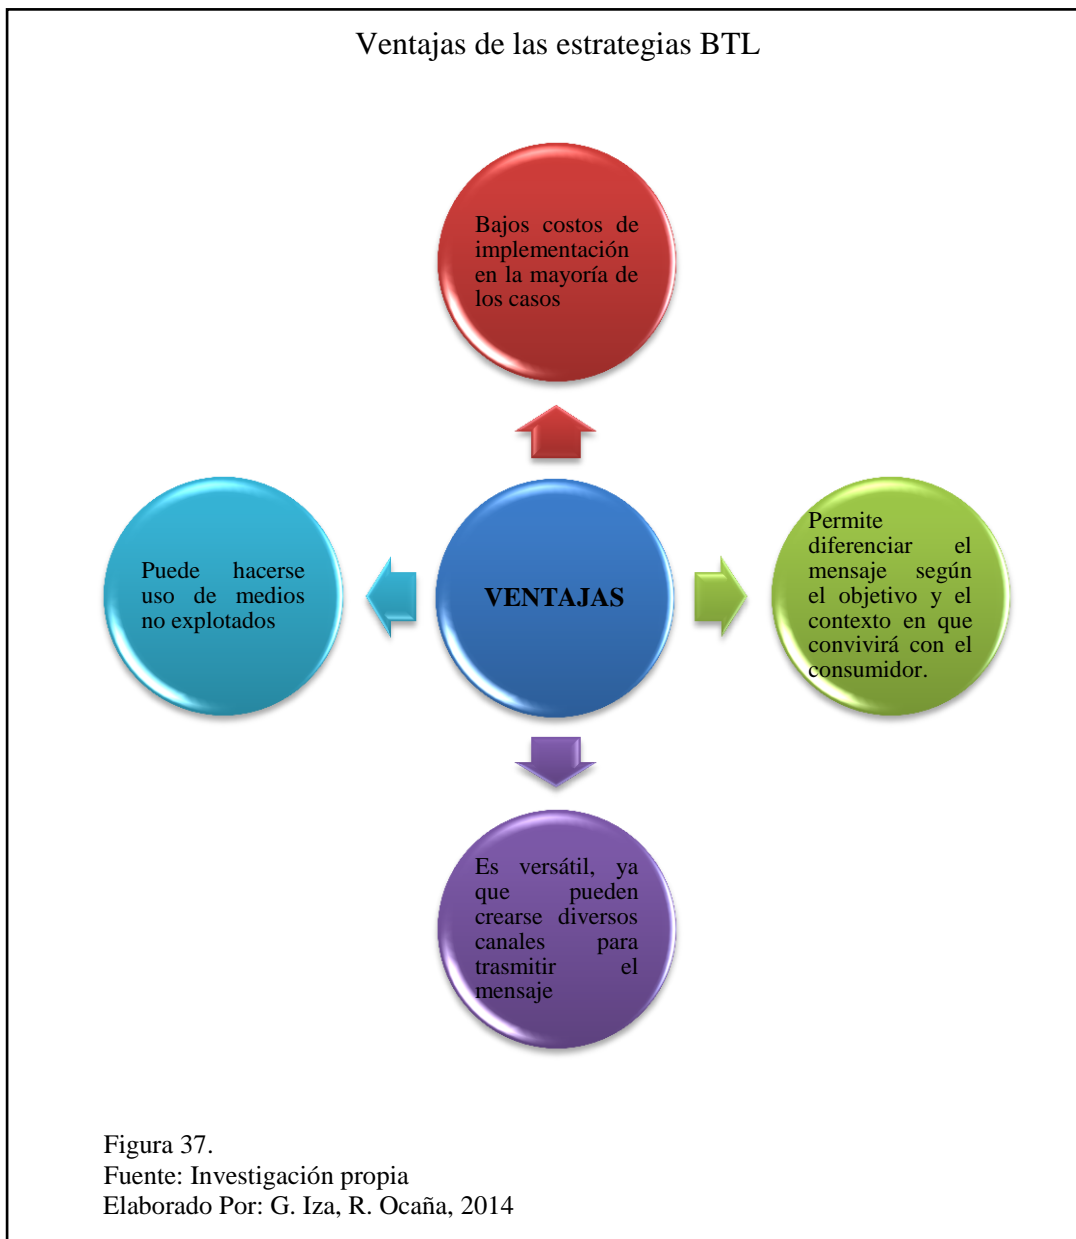 Ventajas de las estrategias BTL
Bajos costos de
implementación
en la mayoría de
los casos
Puede hacerse
uso de medios
no explotados
VENTAJAS
Permite
diferenciar el
mensaje según
el objetivo y el
contexto en que
convivirá con el
consumidor.
Es versátil, ya
que pueden
crearse diversos
canales para
trasmitir el
mensaje
Figura 37.
Fuente: Investigación propia
Elaborado Por: G. Iza, R. Ocaña, 2014